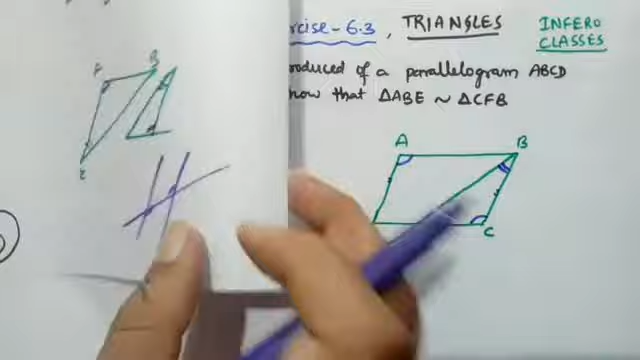 rcise-6.3, TRIANGLES INFERO CLASSES
roduced of a parallelogram ABCD
how that ΔABE ~ ΔCFB
A B
C
A B
E